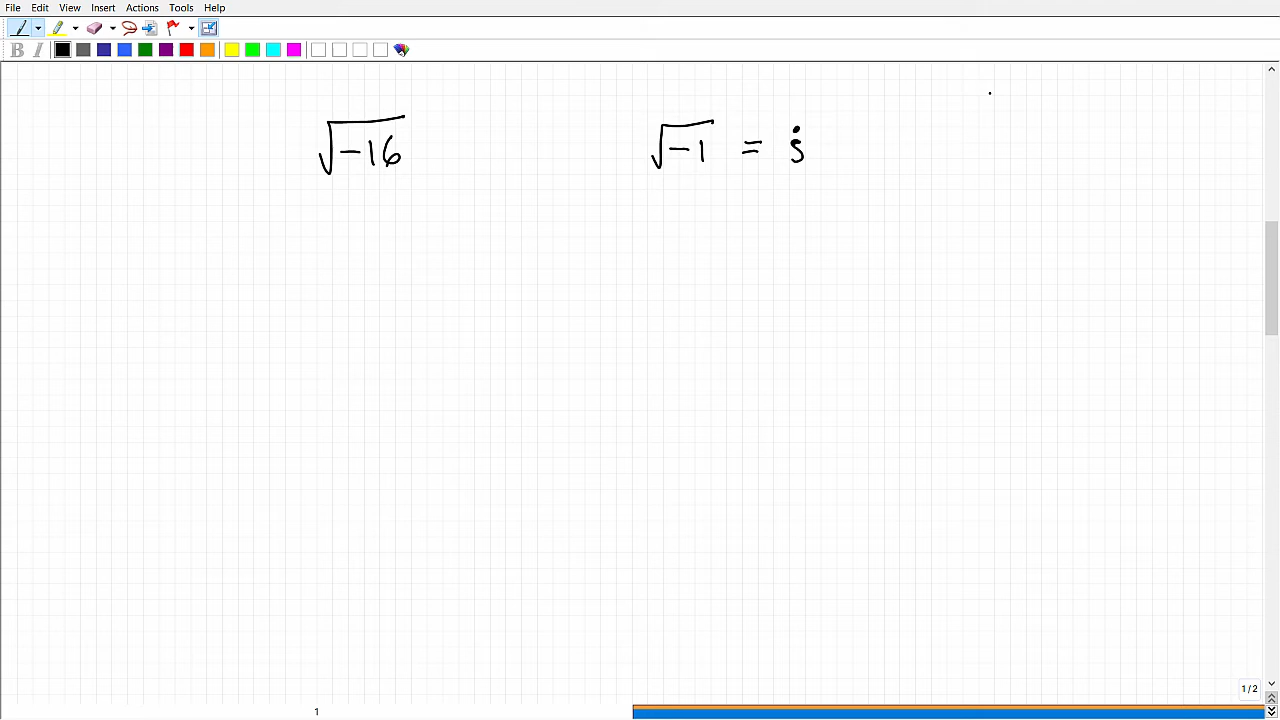 File Edit View Insert Actions Tools Help
B I
√-16 √-1 = i
1/2
1